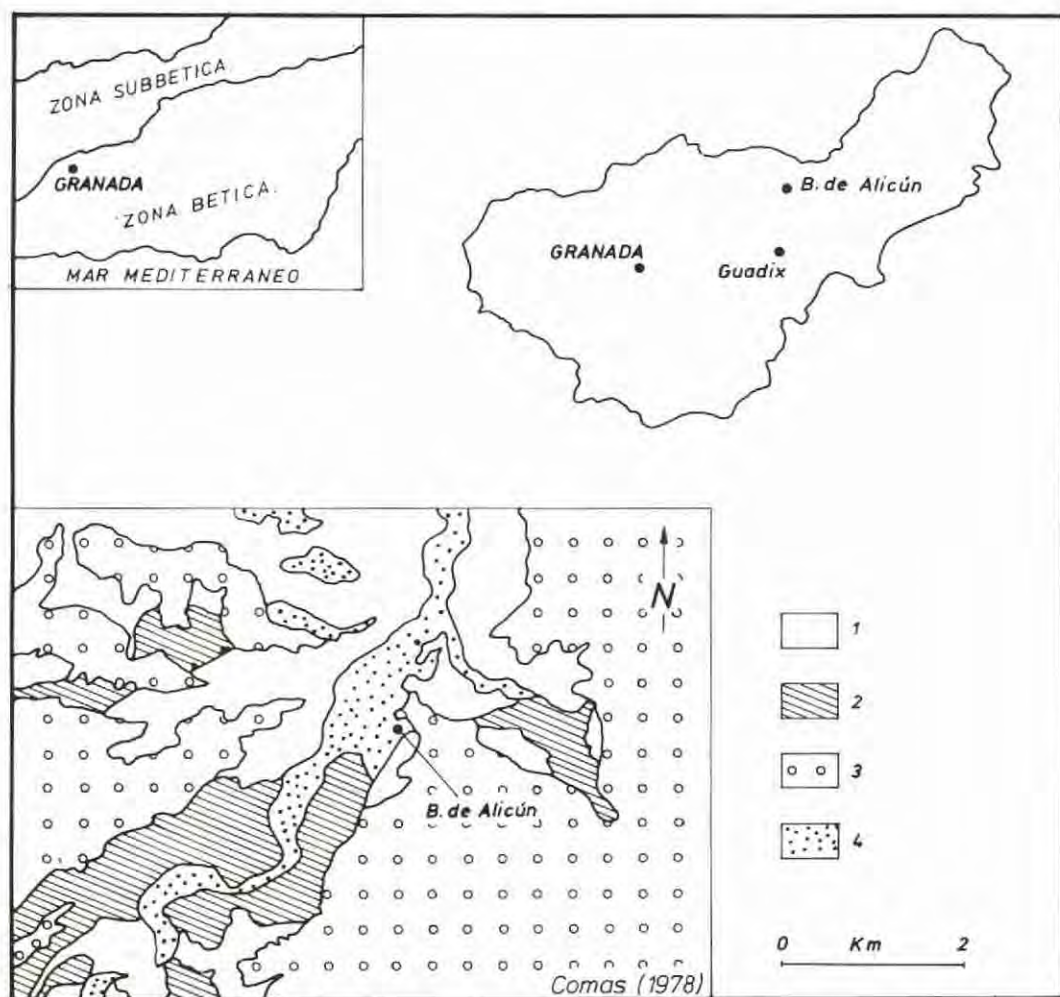 ZONA SUBBETICA
GRANADA
ZONA BETICA
MAR MEDITERRANEO
B. de Alicún
GRANADA
Guadix
N
1
2
3
4
B. de Alicún
0 Km 2
Comas (1978)